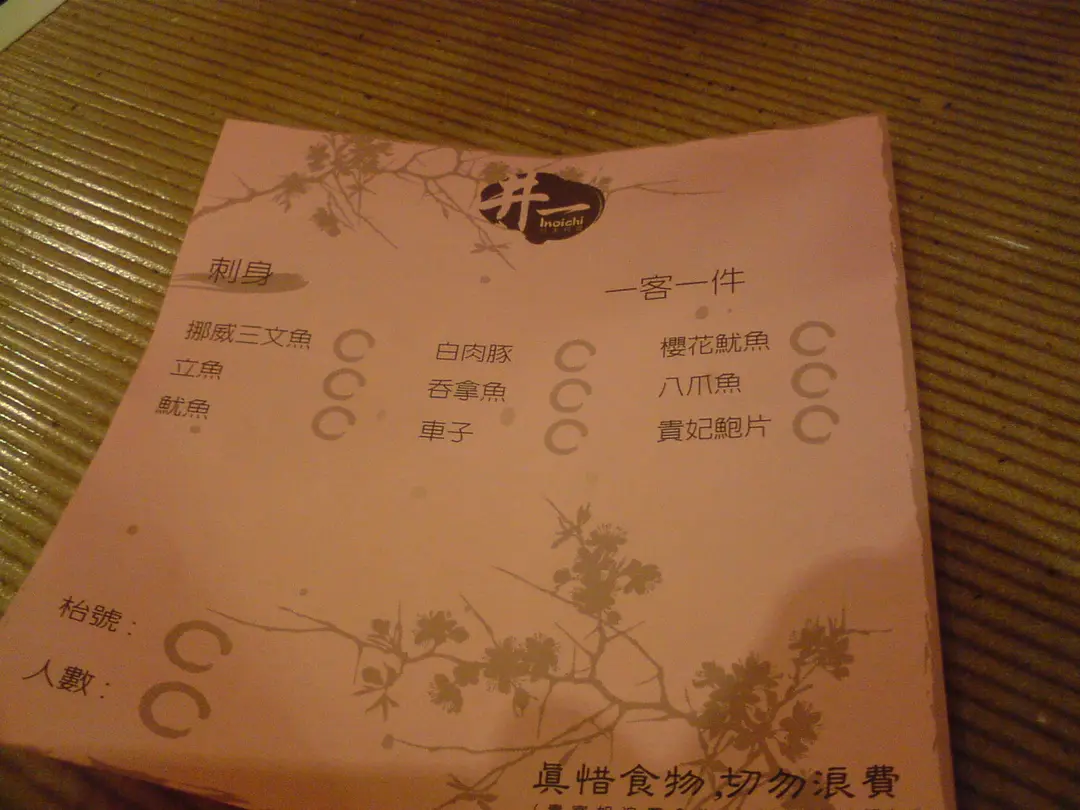 井一
Inoichi
刺身
一客一件
挪威三文魚 白肉豚 櫻花魷魚
立魚 吞拿魚 八爪魚
魷魚 車子 貴妃鮑片
枱號：
人數：
眞惜食物,切勿浪費